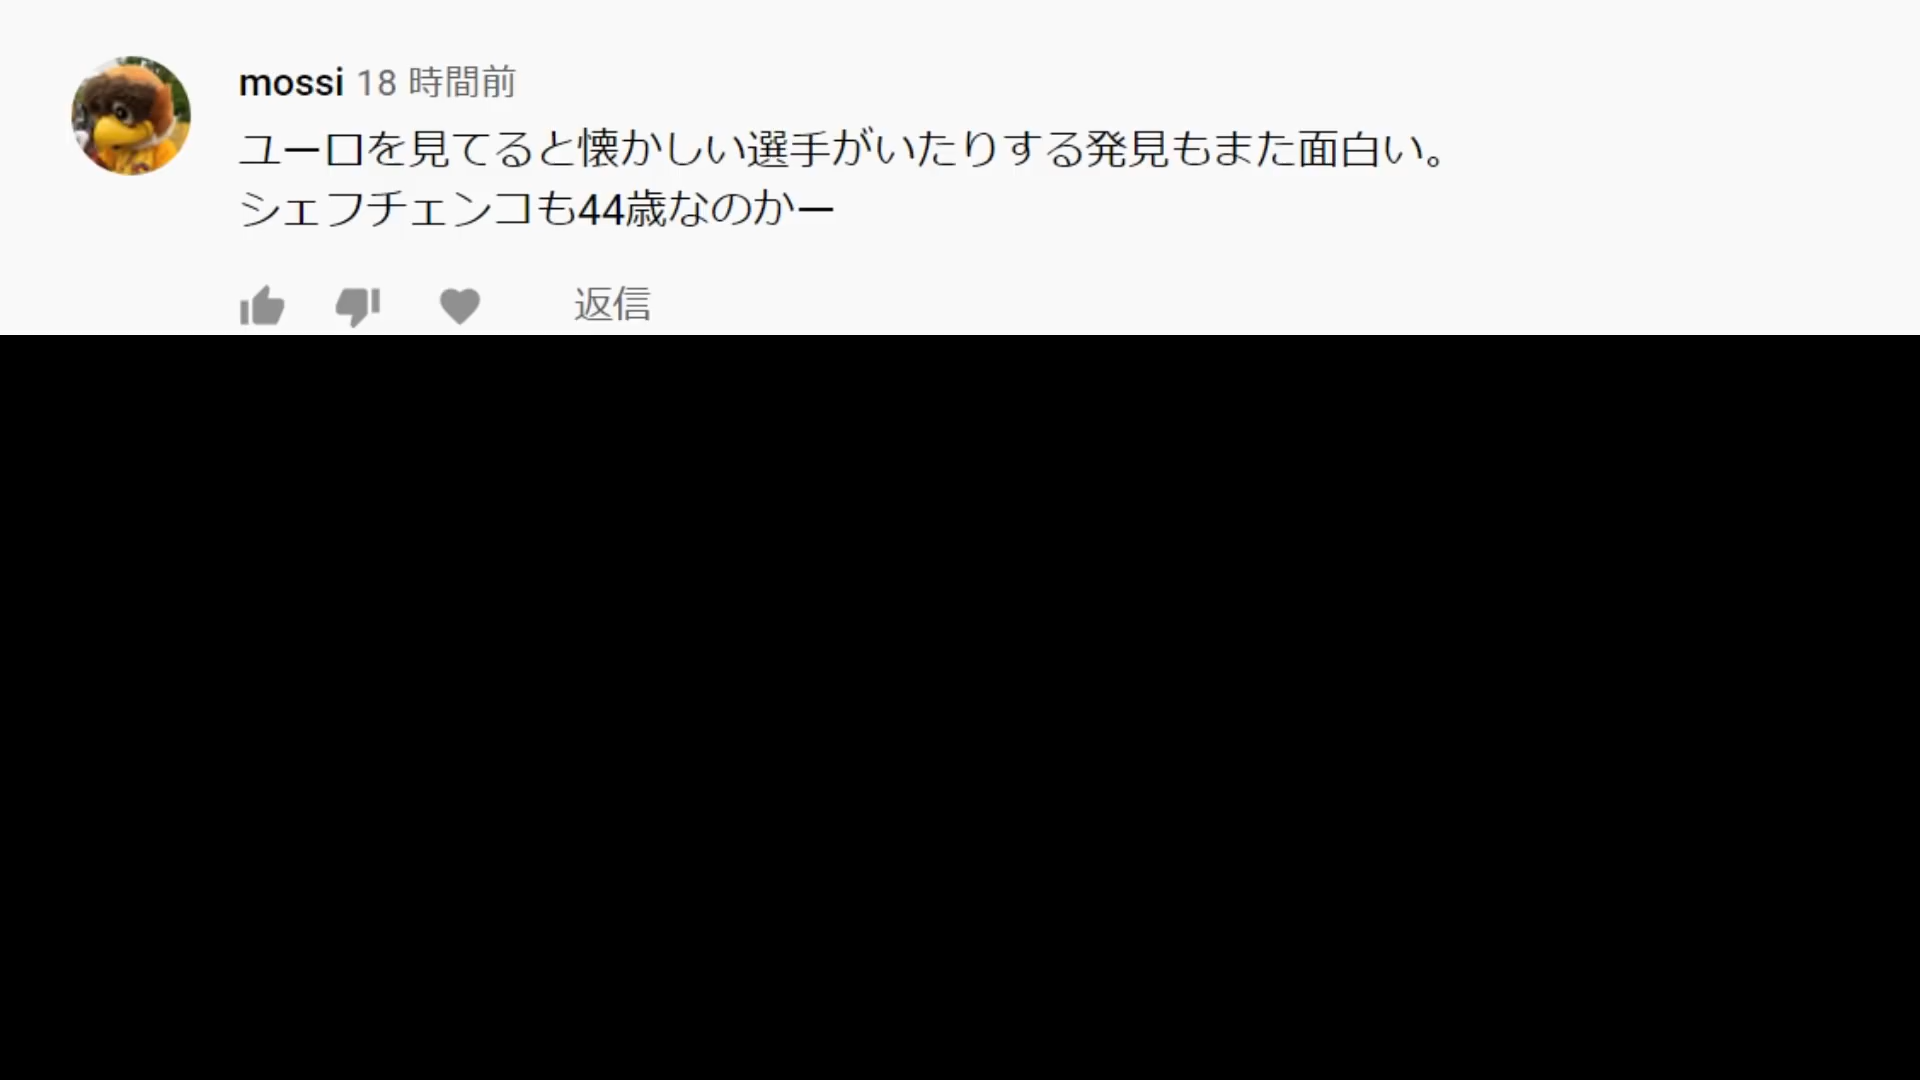 mossi 18 時間前
ユーロを見てると懐かしい選手がいたりする発見もまた面白い。
シェフチェンコも44歳なのかー
返信